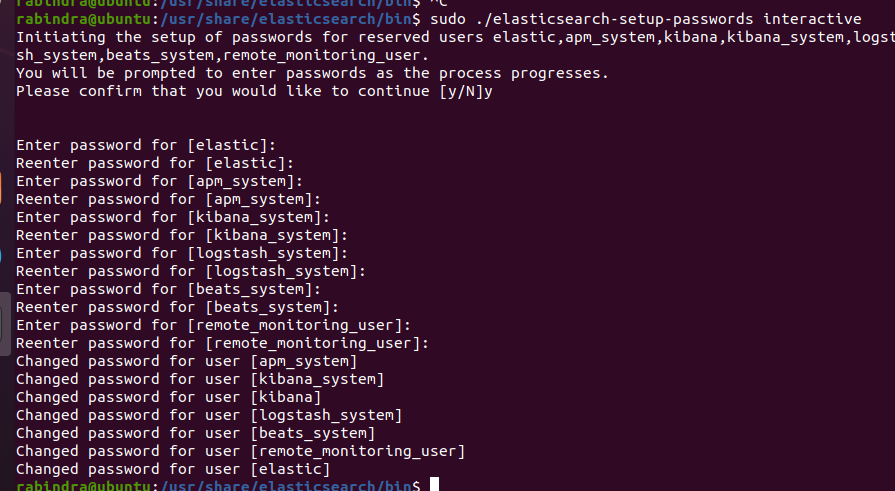 rabindra@ubuntu:/usr/share/elasticsearch/bin$ ^C
rabindra@ubuntu:/usr/share/elasticsearch/bin$ sudo ./elasticsearch-setup-passwords interactive
Initiating the setup of passwords for reserved users elastic,apm_system,kibana,kibana_system,logst
sh_system,beats_system,remote_monitoring_user.
You will be prompted to enter passwords as the process progresses.
Please confirm that you would like to continue [y/N]y
Enter password for [elastic]:
Reenter password for [elastic]:
Enter password for [apm_system]:
Reenter password for [apm_system]:
Enter password for [kibana_system]:
Reenter password for [kibana_system]:
Enter password for [logstash_system]:
Reenter password for [logstash_system]:
Enter password for [beats_system]:
Reenter password for [beats_system]:
Enter password for [remote_monitoring_user]:
Reenter password for [remote_monitoring_user]:
Changed password for user [apm_system]
Changed password for user [kibana_system]
Changed password for user [kibana]
Changed password for user [logstash_system]
Changed password for user [beats_system]
Changed password for user [remote_monitoring_user]
Changed password for user [elastic]
rabindra@ubuntu:/usr/share/elasticsearch/bin$